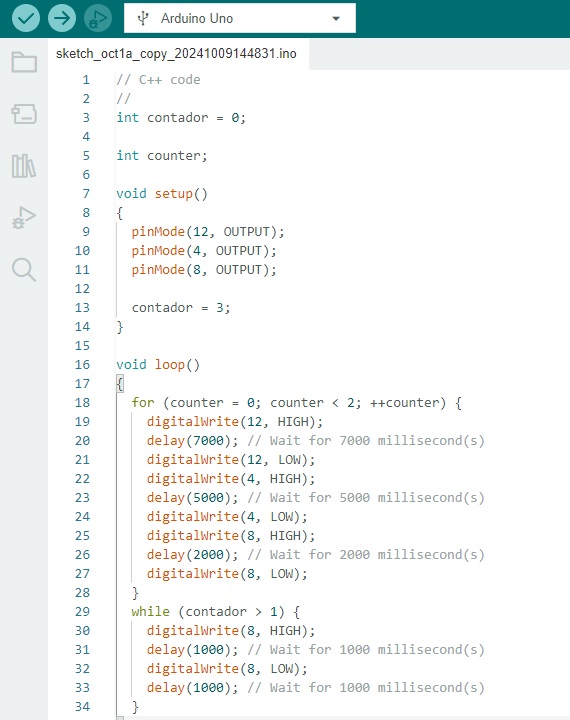 Arduino Uno
sketch_oct1a_copy_20241009144831.ino
1 // C++ code
2 //
3 int contador = 0;
4
5 int counter;
6
7 void setup()
8 {
9   pinMode(12, OUTPUT);
10   pinMode(4, OUTPUT);
11   pinMode(8, OUTPUT);
12
13   contador = 3;
14 }
15
16 void loop()
17 {
18   for (counter = 0; counter < 2; ++counter) {
19     digitalWrite(12, HIGH);
20     delay(7000); // Wait for 7000 millisecond(s)
21     digitalWrite(12, LOW);
22     digitalWrite(4, HIGH);
23     delay(5000); // Wait for 5000 millisecond(s)
24     digitalWrite(4, LOW);
25     digitalWrite(8, HIGH);
26     delay(2000); // Wait for 2000 millisecond(s)
27     digitalWrite(8, LOW);
28   }
29   while (contador > 1) {
30     digitalWrite(8, HIGH);
31     delay(1000); // Wait for 1000 millisecond(s)
32     digitalWrite(8, LOW);
33     delay(1000); // Wait for 1000 millisecond(s)
34   }